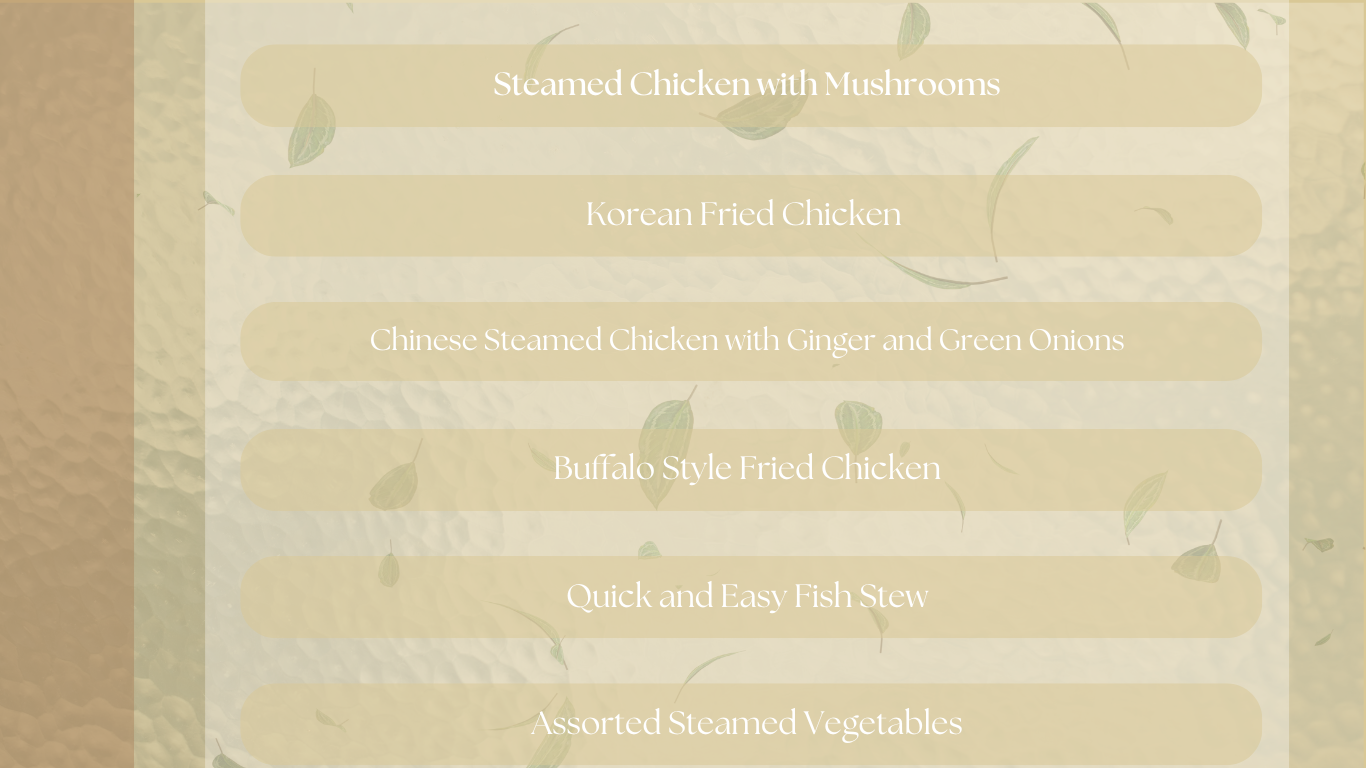 Steamed Chicken with Mushrooms
Korean Fried Chicken
Chinese Steamed Chicken with Ginger and Green Onions
Buffalo Style Fried Chicken
Quick and Easy Fish Stew
Assorted Steamed Vegetables